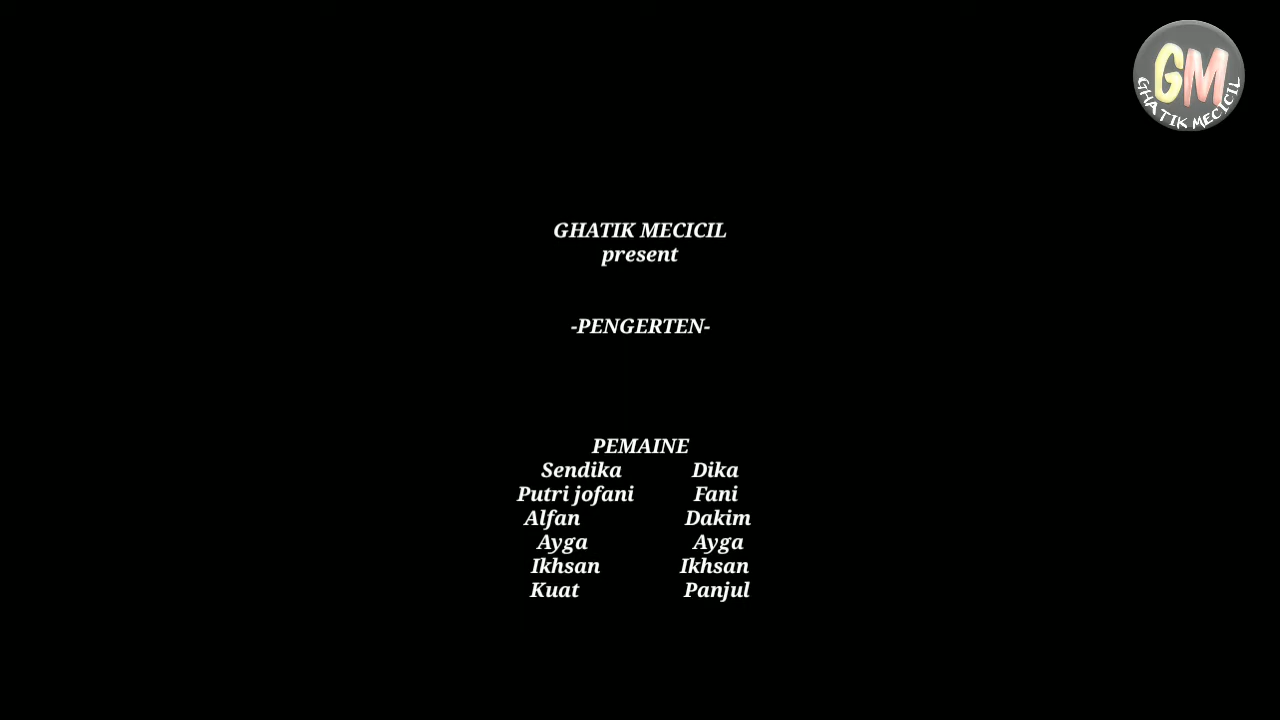 GM
GHATIK MECICIL
GHATIK MECICIL
present
-PENGERTEN-
PEMAINE
Sendika Dika
Putri jofani Fani
Alfan Dakim
Ayga Ayga
Ikhsan Ikhsan
Kuat Panjul